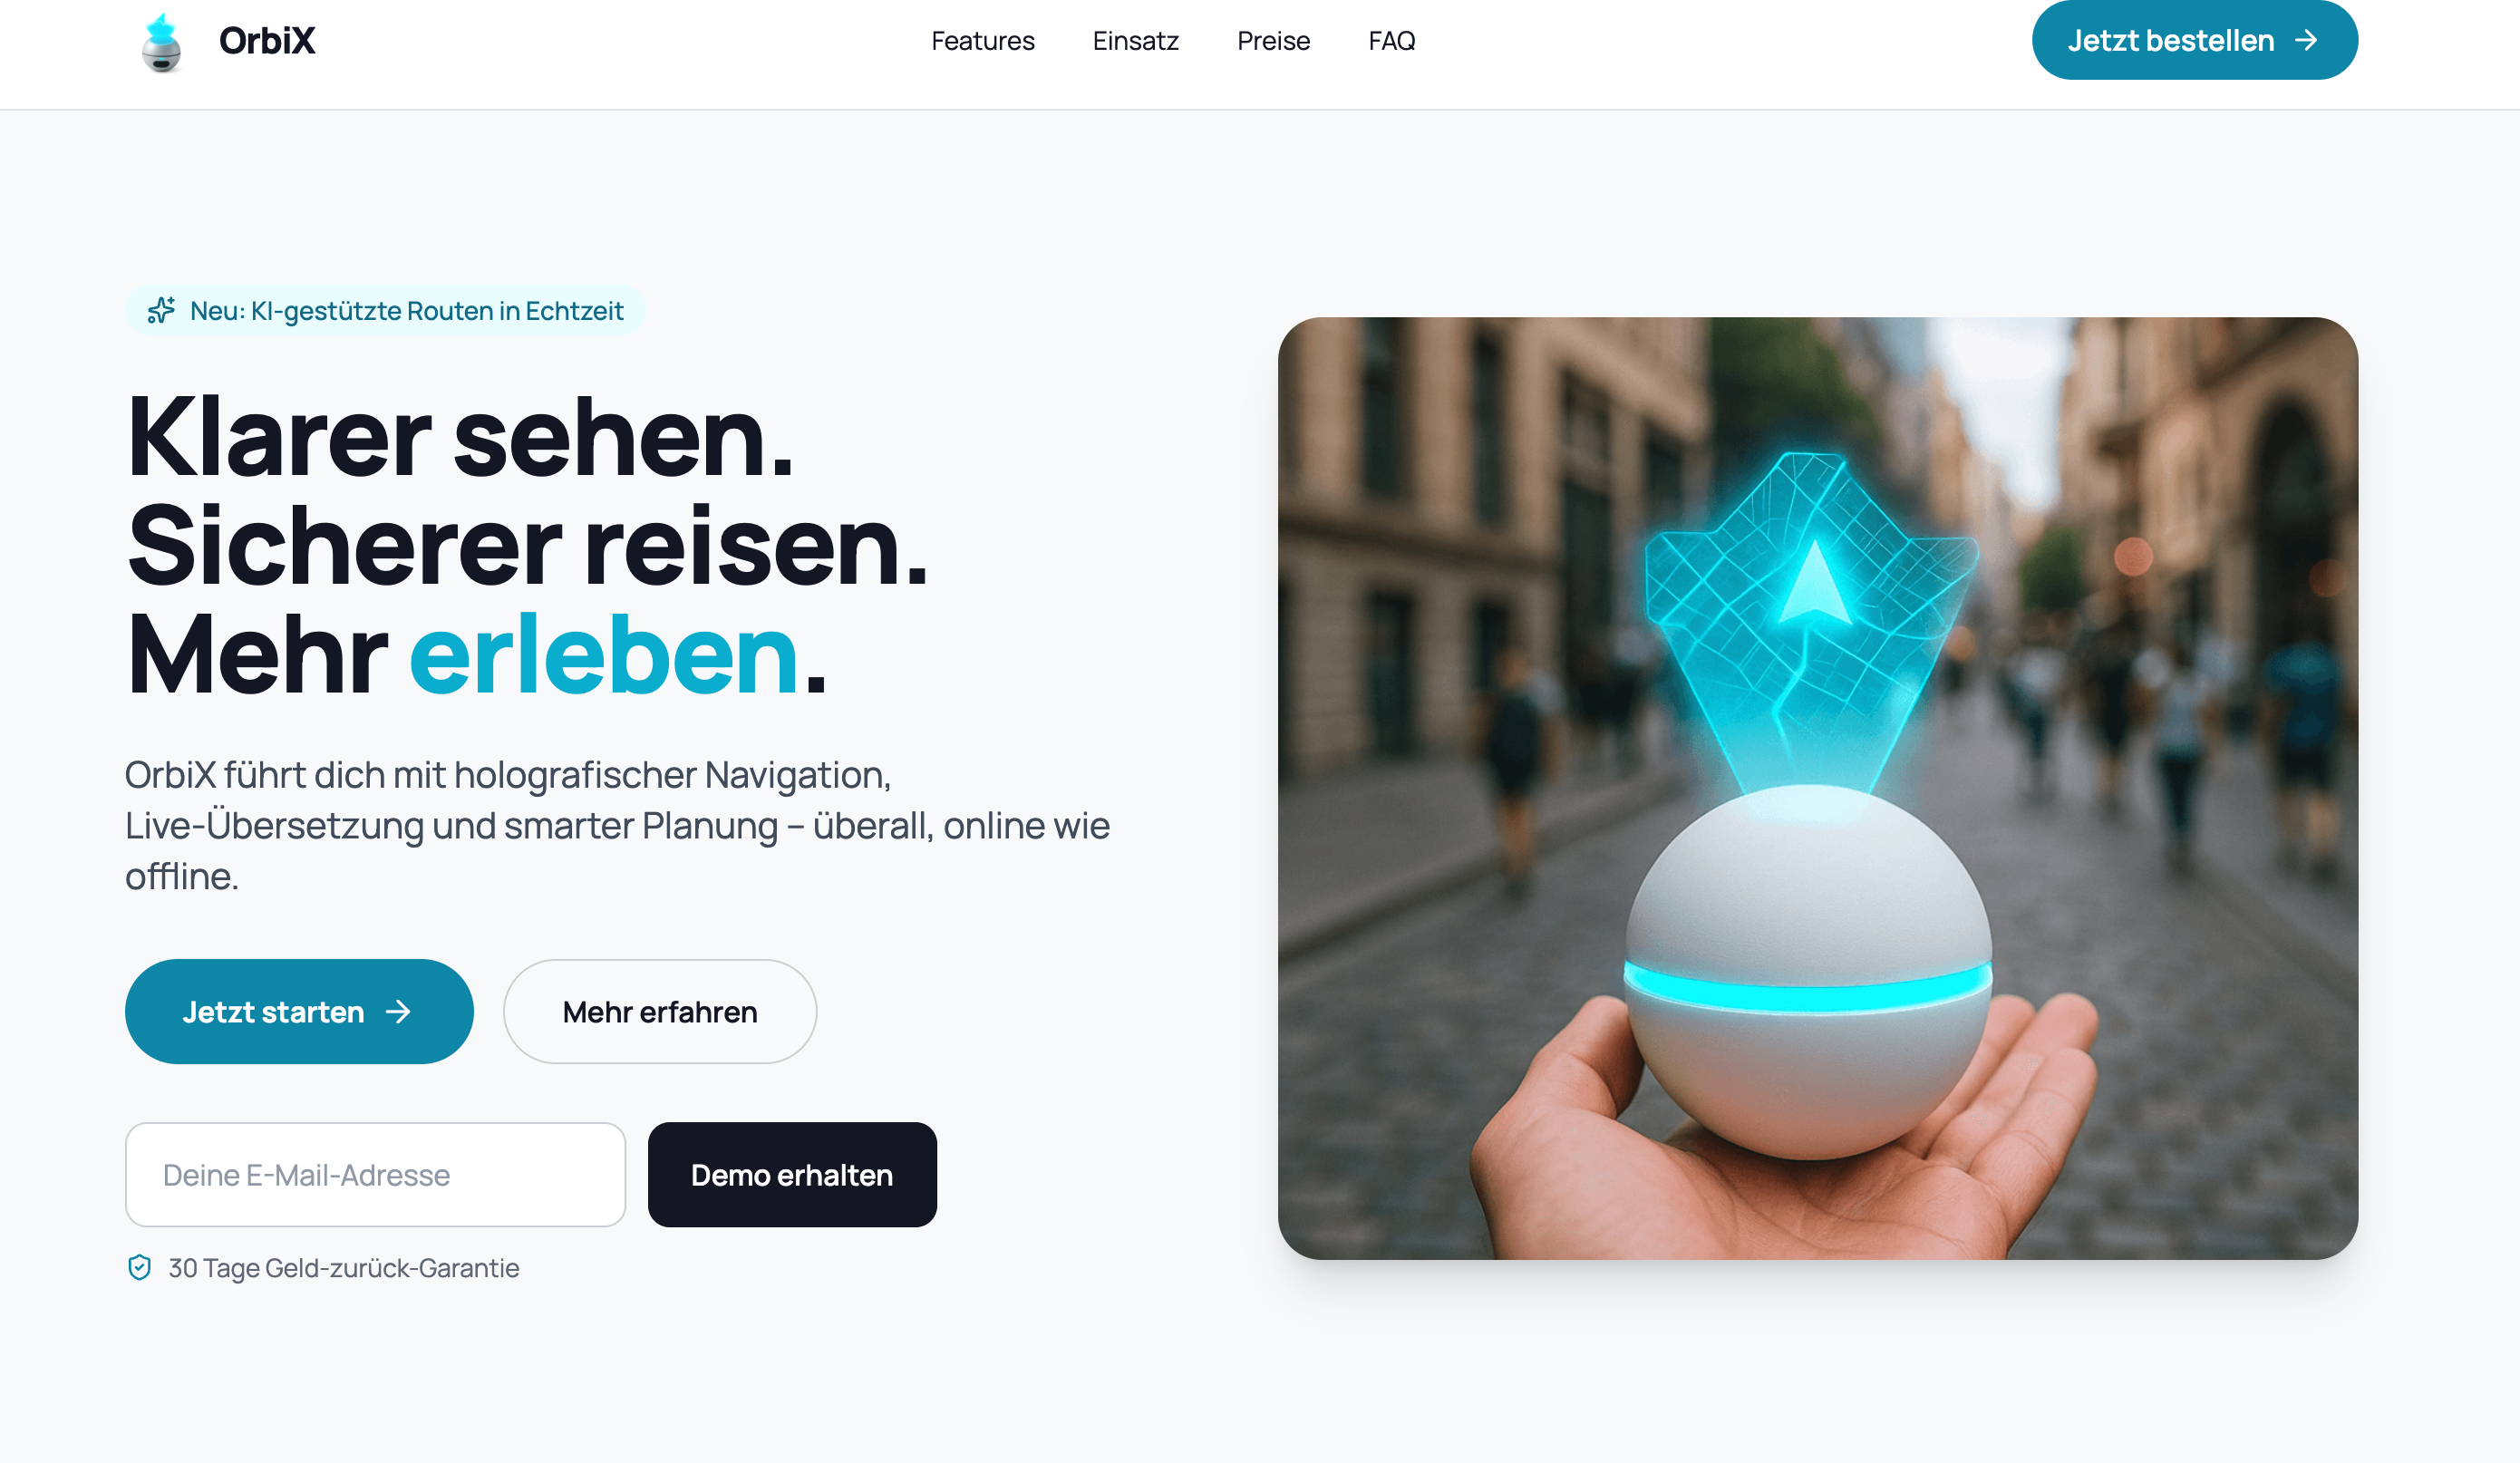 OrbiX
Features
Einsatz
Preise
FAQ
Jetzt bestellen
Neu: KI-gestützte Routen in Echtzeit
Klarer sehen.
Sicherer reisen.
Mehr erleben.
OrbiX führt dich mit holografischer Navigation,
Live-Übersetzung und smarter Planung – überall, online wie
offline.
Jetzt starten
Mehr erfahren
Deine E-Mail-Adresse
Demo erhalten
30 Tage Geld-zurück-Garantie